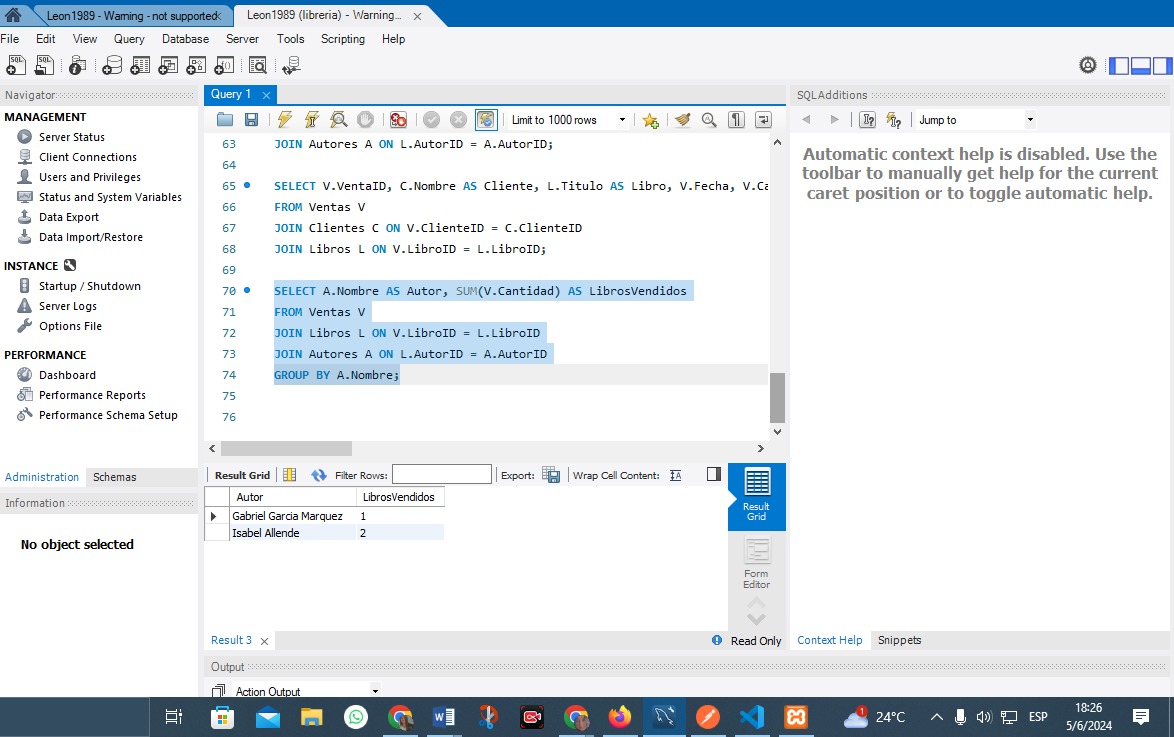 Leon1989 - Warning - not supported
Leon1989 (libreria) - Warning...
File Edit View Query Database Server Tools Scripting Help
Navigator
MANAGEMENT
Server Status
Client Connections
Users and Privileges
Status and System Variables
Data Export
Data Import/Restore
INSTANCE
Startup / Shutdown
Server Logs
Options File
PERFORMANCE
Dashboard
Performance Reports
Performance Schema Setup
Administration Schemas
Information
No object selected
Query 1
Limit to 1000 rows
63 JOIN Autores A ON L.AutorID = A.AutorID;
64
65 SELECT V.VentaID, C.Nombre AS Cliente, L.Titulo AS Libro, V.Fecha, V.Ca
66 FROM Ventas V
67 JOIN Clientes C ON V.ClienteID = C.ClienteID
68 JOIN Libros L ON V.LibroID = L.LibroID;
69
70 SELECT A.Nombre AS Autor, SUM(V.Cantidad) AS LibrosVendidos
71 FROM Ventas V
72 JOIN Libros L ON V.LibroID = L.LibroID
73 JOIN Autores A ON L.AutorID = A.AutorID
74 GROUP BY A.Nombre;
75
76
Result Grid Filter Rows: Export: Wrap Cell Content:
Autor LibrosVendidos
Gabriel Garcia Marquez 1
Isabel Allende 2
Result
Grid
Form
Editor
Result 3
Read Only
Output
Action Output
SQLAdditions
Jump to
Automatic context help is disabled. Use the
toolbar to manually get help for the current
caret position or to toggle automatic help.
Context Help Snippets
24°C
ESP
18:26
5/6/2024